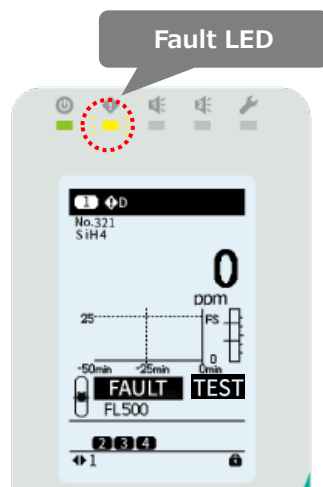 Fault LED
1 D
No.321
SiH4
0
ppm
25
FS
0
-50min -25min 0min
FAULT TEST
FL500
2 3 4
1